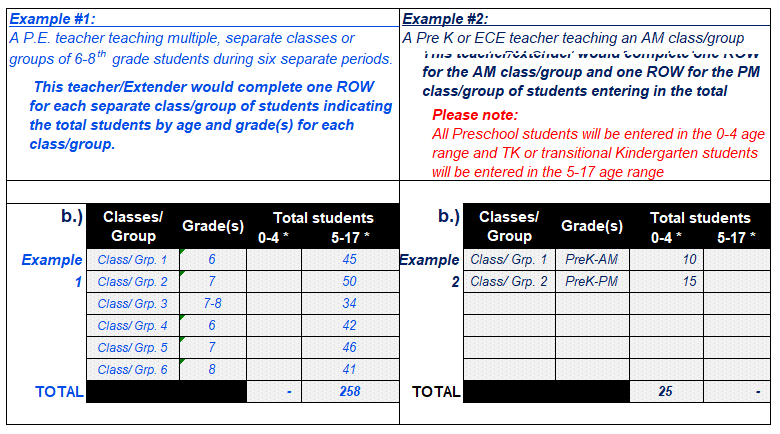 Example #1:
A P.E. teacher teaching multiple, separate classes or
groups of 6-8th grade students during six separate periods.
This teacher/Extender would complete one ROW
for each separate class/group of students indicating
the total students by age and grade(s) for each
class/group.
Example #2:
A Pre K or ECE teacher teaching an AM class/group
This teacher/extender would complete one ROW
for the AM class/group and one ROW for the PM
class/group of students entering in the total
Please note:
All Preschool students will be entered in the 0-4 age
range and TK or transitional Kindergarten students
will be entered in the 5-17 age range
b.) Classes/ Group Grade(s) Total students
0-4 * 5-17 *
Example 1
Class/ Grp. 1 6 45
Class/ Grp. 2 7 50
Class/ Grp. 3 7-8 34
Class/ Grp. 4 6 42
Class/ Grp. 5 7 46
Class/ Grp. 6 8 41
TOTAL - 258
b.) Classes/ Group Grade(s) Total students
0-4 * 5-17 *
Example 2
Class/ Grp. 1 PreK-AM 10
Class/ Grp. 2 PreK-PM 15
TOTAL 25 -